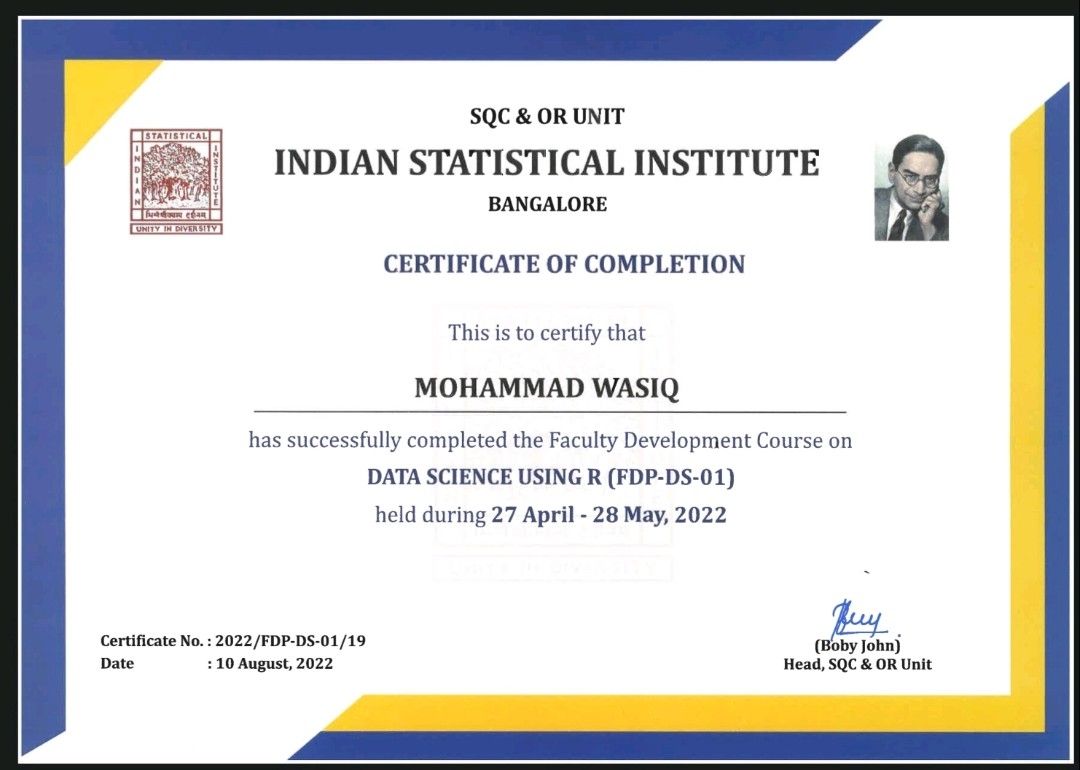 SQC & OR UNIT
INDIAN STATISTICAL INSTITUTE
BANGALORE
STATISTICAL
INDIAN
INSTITUTE
UNITY IN DIVERSITY
CERTIFICATE OF COMPLETION
This is to certify that
MOHAMMAD WASIQ
has successfully completed the Faculty Development Course on
DATA SCIENCE USING R (FDP-DS-01)
held during 27 April - 28 May, 2022
Certificate No. : 2022/FDP-DS-01/19
Date : 10 August, 2022
(Boby John)
Head, SQC & OR Unit